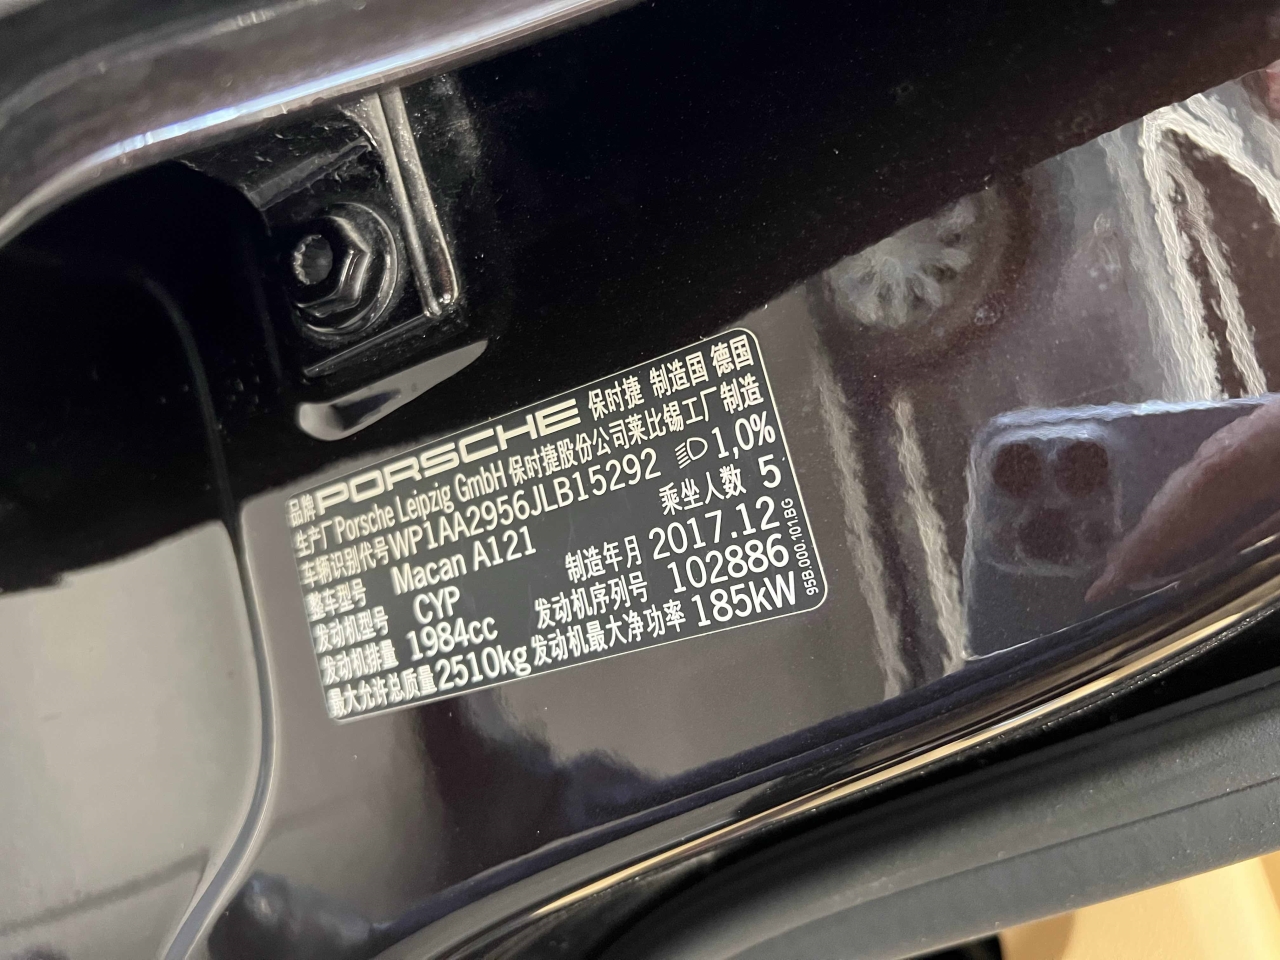 品牌 PORSCHE 保时捷 制造国 德国
生产厂 Porsche Leipzig GmbH 保时捷股份公司莱比锡工厂 制造
车辆识别代号 WP1AA2956JLB15292 1,0%
整车型号 Macan A121 乘坐人数 5
发动机型号 CYP 制造年月 2017.12
发动机排量 1984cc 发动机序列号 102886
最大允许总质量 2510kg 发动机最大净功率 185kW
95B.000.101.BG